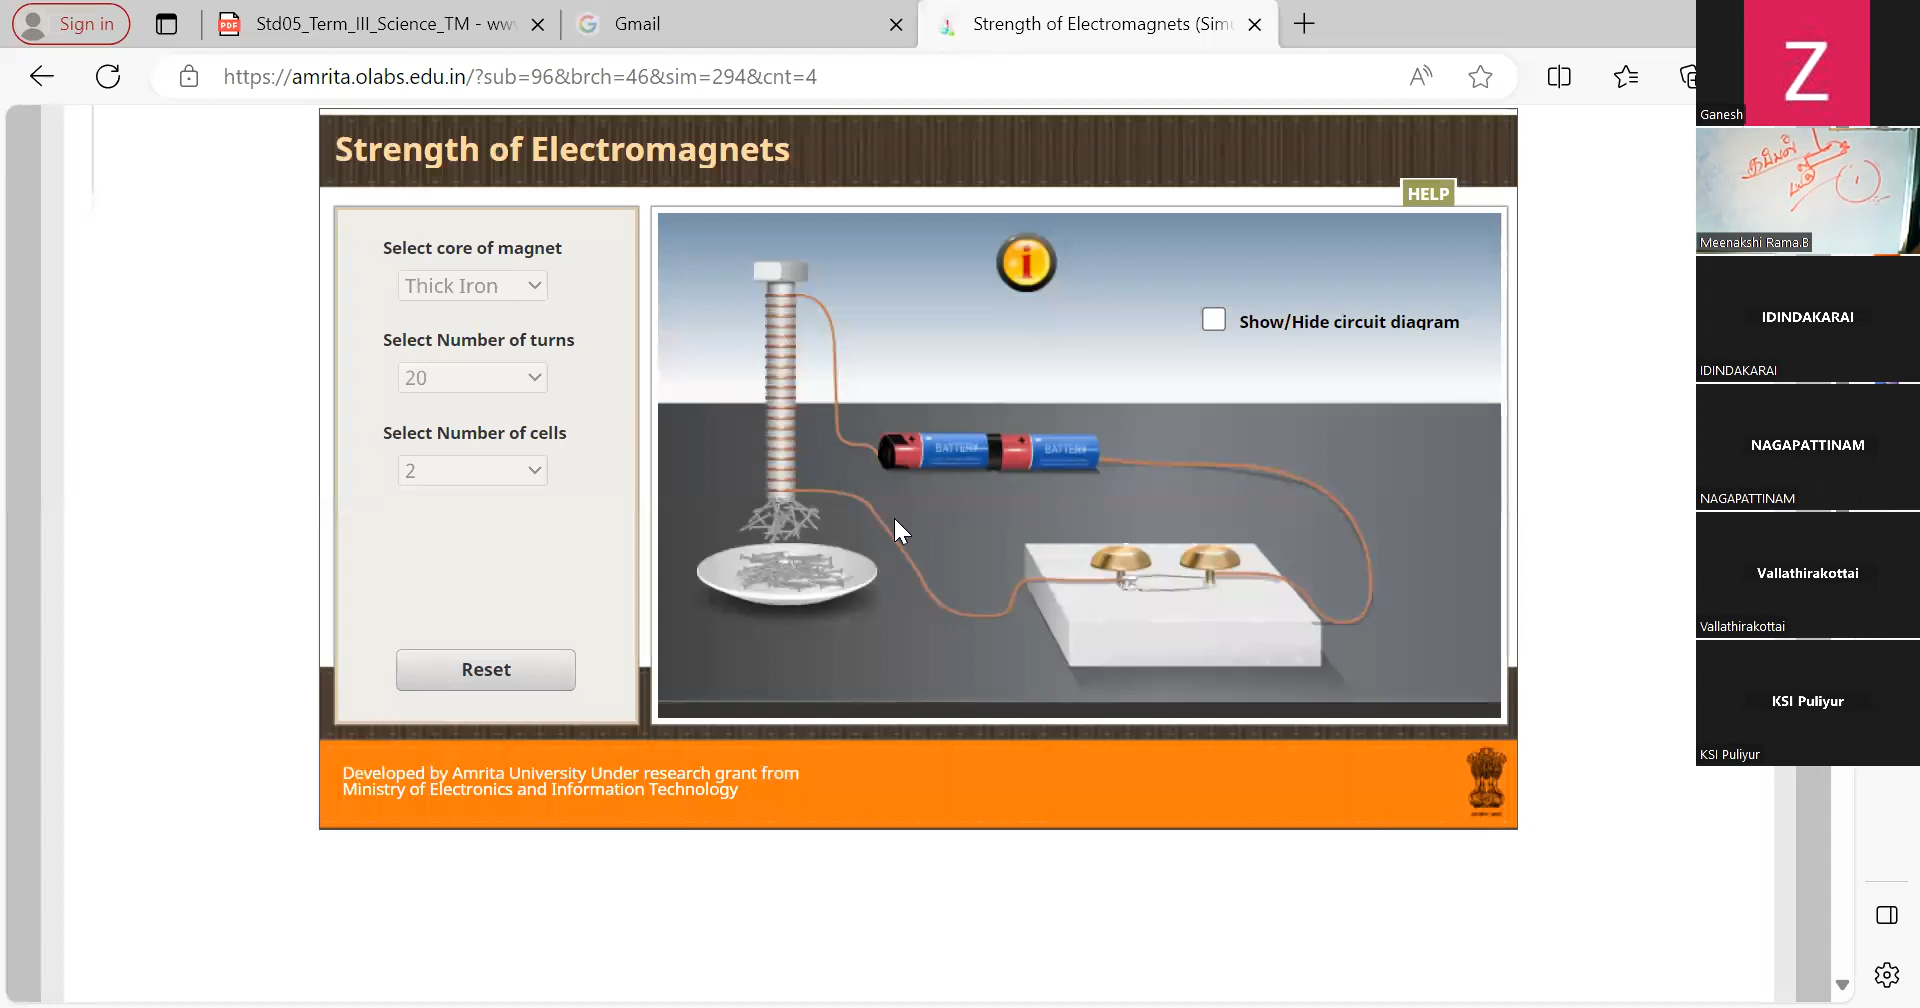 Sign in
Std05_Term_III_Science_TM - ww
Gmail
Strength of Electromagnets (Sim
https://amrita.olabs.edu.in/?sub=96&brch=46&sim=294&cnt=4
Strength of Electromagnets
HELP
Select core of magnet
Thick Iron
Select Number of turns
20
Select Number of cells
2
Reset
i
Show/Hide circuit diagram
BATTERY
BATTERY
Developed by Amrita University Under research grant from
Ministry of Electronics and Information Technology
Z
Ganesh
Meenakshi Rama.B
IDINDAKARAI
IDINDAKARAI
NAGAPATTINAM
NAGAPATTINAM
Vallathirakottai
Vallathirakottai
KSI Puliyur
KSI Puliyur